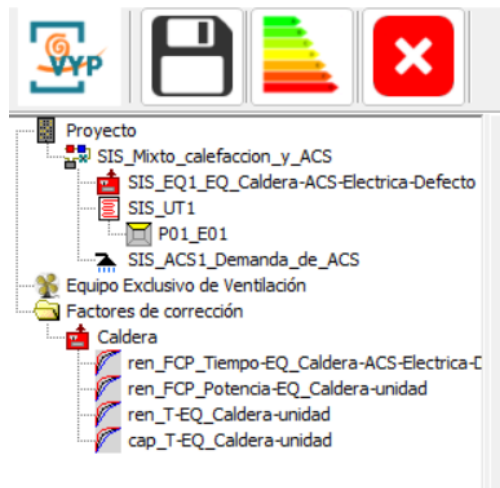 VYP
Proyecto
SIS_Mixto_calefaccion_y_ACS
SIS_EQ1_EQ_Caldera-ACS-Electrica-Defecto
SIS_UT1
P01_E01
SIS_ACS1_Demanda_de_ACS
Equipo Exclusivo de Ventilación
Factores de corrección
Caldera
ren_FCP_Tiempo-EQ_Caldera-ACS-Electrica-D
ren_FCP_Potencia-EQ_Caldera-unidad
ren_T-EQ_Caldera-unidad
cap_T-EQ_Caldera-unidad